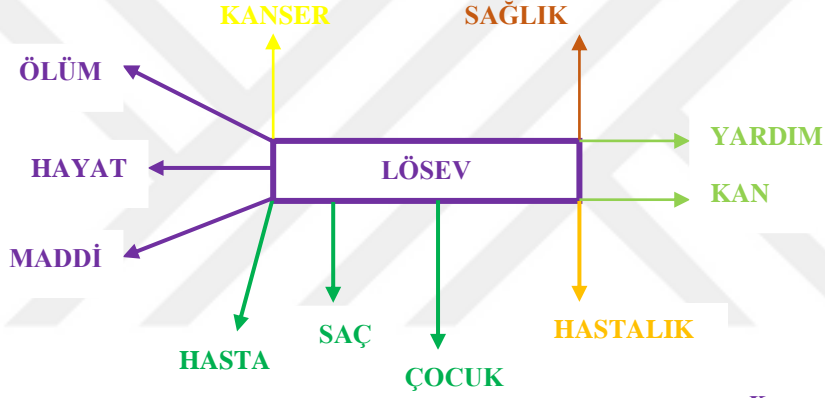 KANSER
SAĞLIK
ÖLÜM
YARDIM
HAYAT
LÖSEV
KAN
MADDİ
HASTALIK
SAÇ
HASTA
ÇOCUK